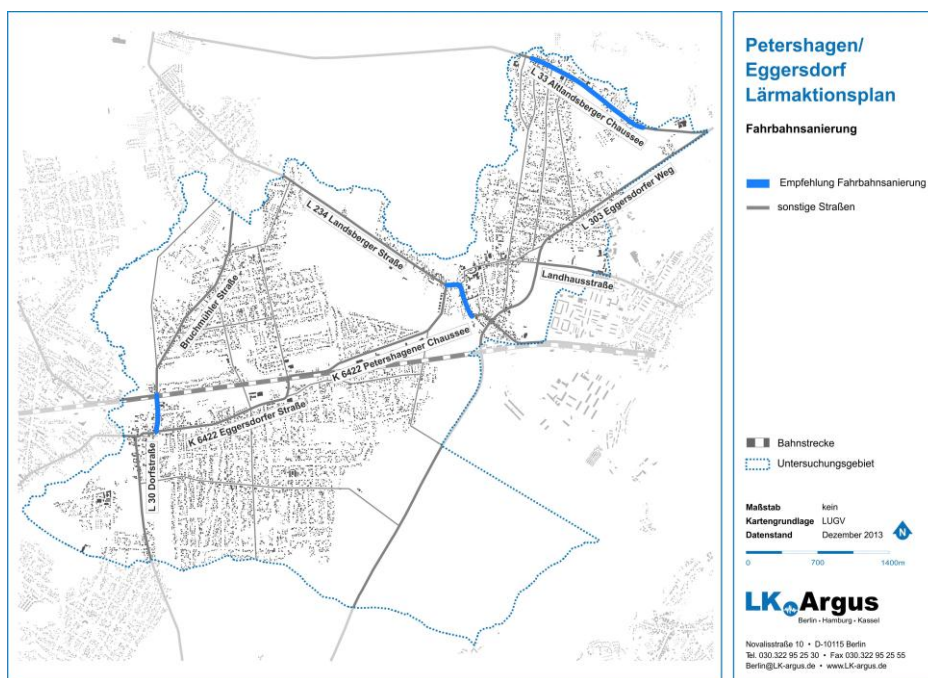 L 33 Altlandsberger Chaussee
L 303 Eggersdorfer Weg
L 234 Landsberger Straße
Landhausstraße
Bruchmühler Straße
K 6422 Petershagener Chaussee
K 6422 Eggersdorfer Straße
L 30 Dorfstraße
Petershagen/
Eggersdorf
Lärmaktionsplan
Fahrbahnsanierung
Empfehlung Fahrbahnsanierung
sonstige Straßen
Bahnstrecke
Untersuchungsgebiet
Maßstab kein
Kartengrundlage LUGV
Datenstand Dezember 2013
N
0 700 1400m
LK Argus
Berlin • Hamburg • Kassel
Novalisstraße 10 • D-10115 Berlin
Tel. 030.322 95 25 30 • Fax 030.322 95 25 55
Berlin@LK-argus.de • www.LK-argus.de